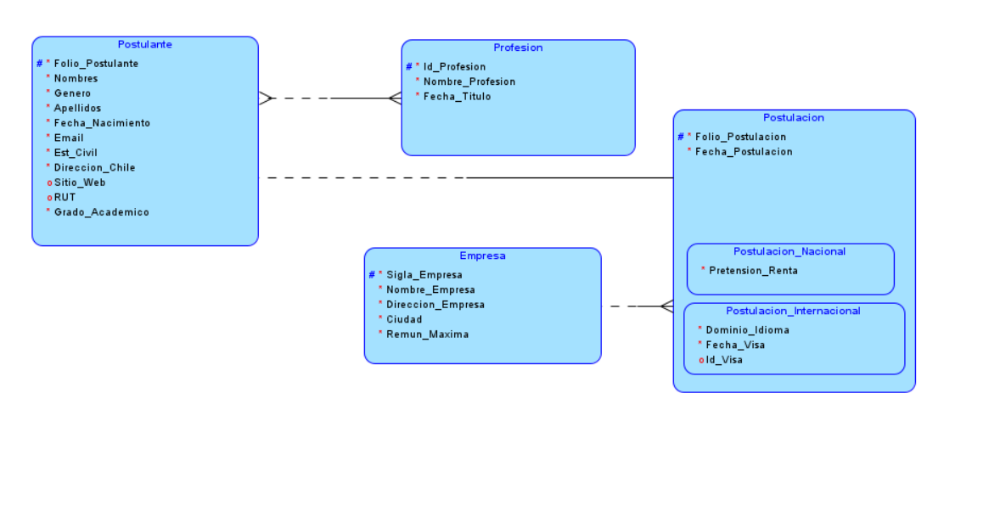 Postulante
# * Folio_Postulante
* Nombres
* Genero
* Apellidos
* Fecha_Nacimiento
* Email
* Est_Civil
* Direccion_Chile
o Sitio_Web
o RUT
* Grado_Academico
Profesion
# * Id_Profesion
* Nombre_Profesion
* Fecha_Titulo
Postulacion
# * Folio_Postulacion
* Fecha_Postulacion
Postulacion_Nacional
* Pretension_Renta
Postulacion_Internacional
* Dominio_Idioma
* Fecha_Visa
o Id_Visa
Empresa
# * Sigla_Empresa
* Nombre_Empresa
* Direccion_Empresa
* Ciudad
* Remun_Maxima